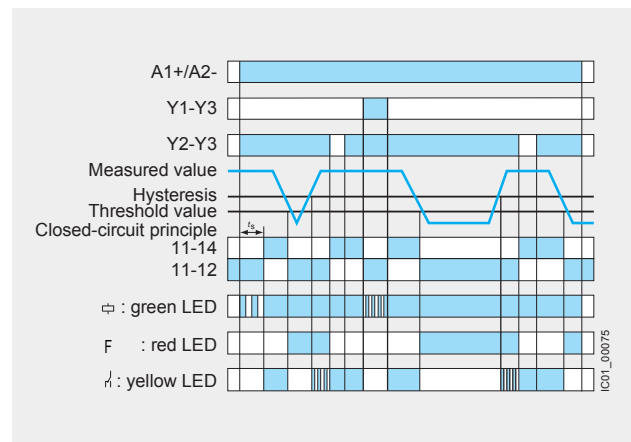 A1+/A2-
Y1-Y3
Y2-Y3
Measured value
Hysteresis
Threshold value
Closed-circuit principle
ts
11-14
11-12
: green LED
F : red LED
: yellow LED
IC01_00075